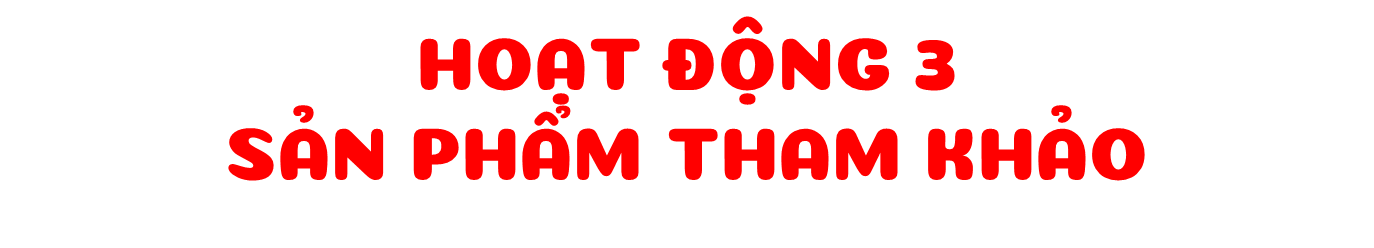 HOẠT ĐỘNG 3
SẢN PHẨM THAM KHẢO